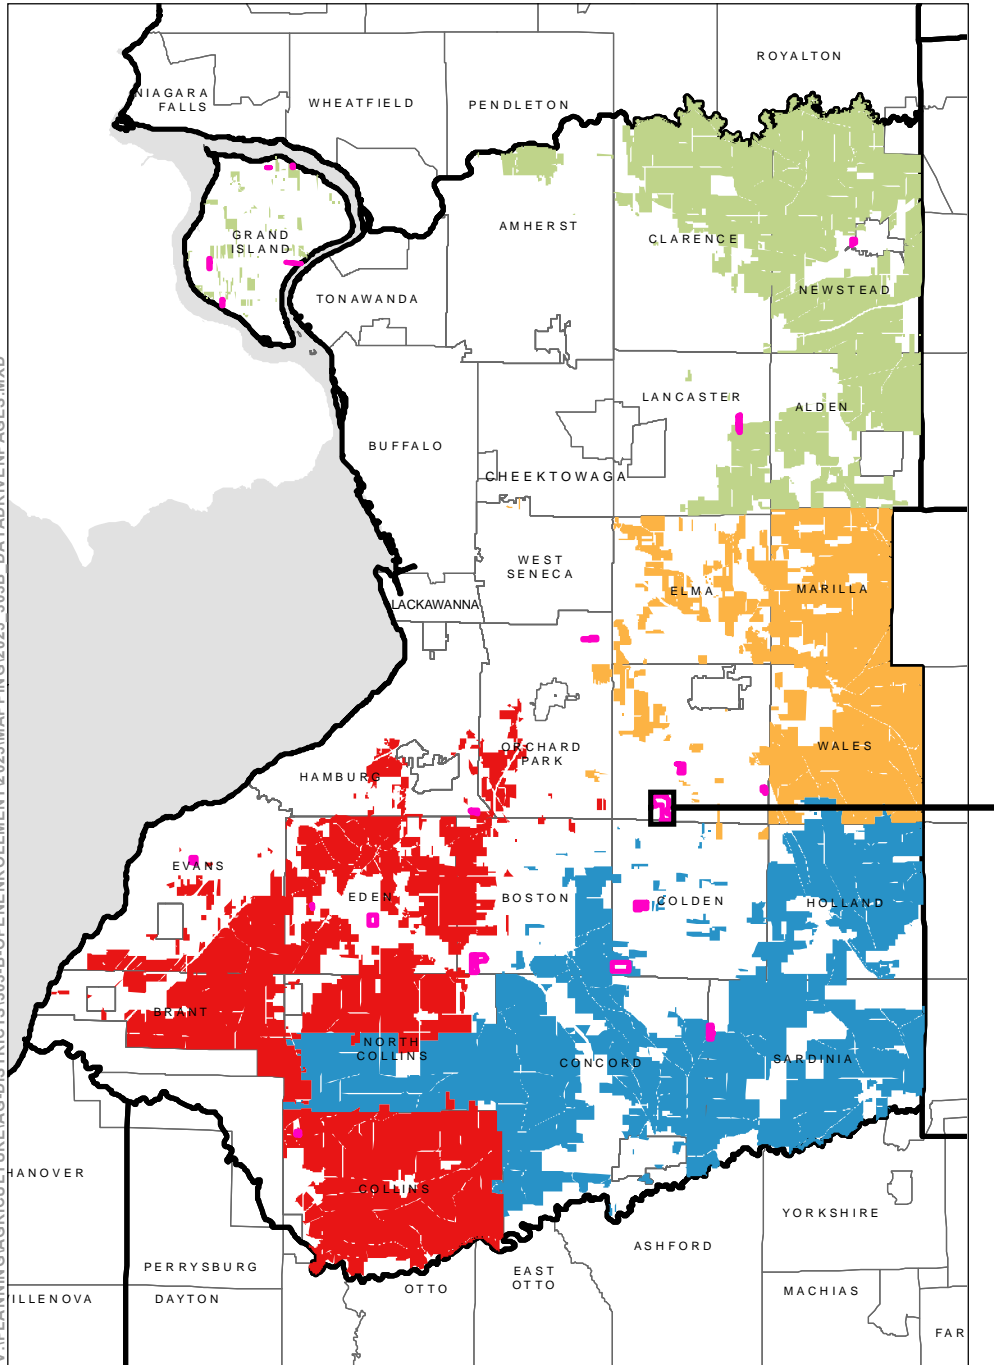 ROYALTON
NIAGARA
FALLS
WHEATFIELD
PENDLETON
AMHERST
CLARENCE
GRAND
ISLAND
NEWSTEAD
TONAWANDA
LANCASTER
ALDEN
BUFFALO
CHEEKTOWAGA
WEST
SENECA
ELMA
MARILLA
LACKAWANNA
ORCHARD
PARK
WALES
HAMBURG
EVANS
EDEN
BOSTON
COLDEN
HOLLAND
BRANT
NORTH
COLLINS
CONCORD
SARDINIA
HANOVER
COLLINS
YORKSHIRE
ASHFORD
PERRYSBURG
EAST
OTTO
OTTO
MACHIAS
ILLENOVA
DAYTON
FAR